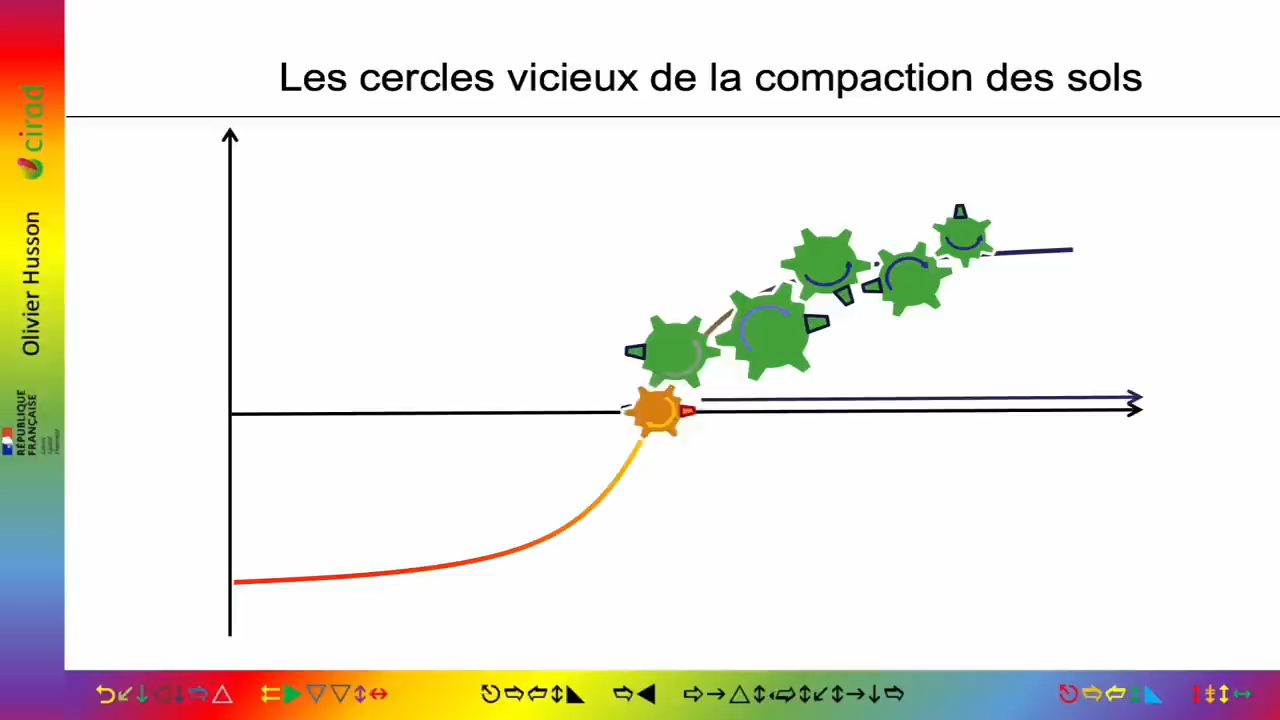 Les cercles vicieux de la compaction des sols
cirad
Olivier Husson
RÉPUBLIQUE
FRANÇAISE